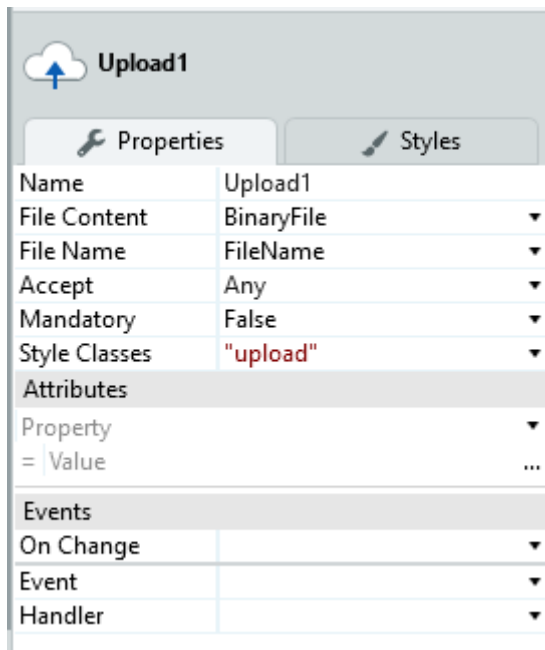 Upload1
Properties Styles
Name Upload1
File Content BinaryFile
File Name FileName
Accept Any
Mandatory False
Style Classes "upload"
Attributes
Property
= Value ...
Events
On Change
Event
Handler